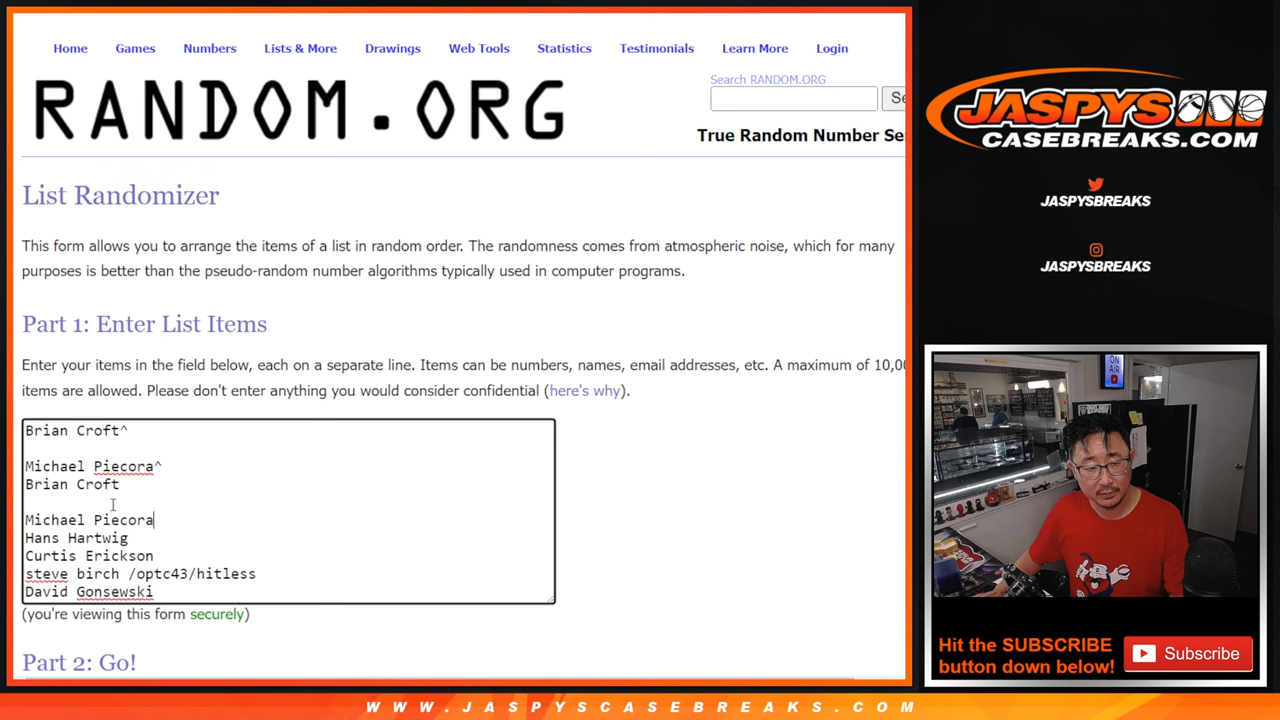 Home Games Numbers Lists & More Drawings Web Tools Statistics Testimonials Learn More Login
RANDOM.ORG
Search RANDOM.ORG
True Random Number Se
List Randomizer
This form allows you to arrange the items of a list in random order. The randomness comes from atmospheric noise, which for many
purposes is better than the pseudo-random number algorithms typically used in computer programs.
Part 1: Enter List Items
Enter your items in the field below, each on a separate line. Items can be numbers, names, email addresses, etc. A maximum of 10,00
items are allowed. Please don't enter anything you would consider confidential (here's why).
Brian Croft^
Michael Piecora^
Brian Croft
Michael Piecora
Hans Hartwig
Curtis Erickson
steve birch /optc43/hitless
David Gonsewski
(you're viewing this form securely)
Part 2: Go!
JASPYS
CASEBREAKS.COM
JASPYSBREAKS
JASPYSBREAKS
ON
AIR
Hit the SUBSCRIBE
button down below!
Subscribe
WWW.JASPYSCASEBREAKS.COM